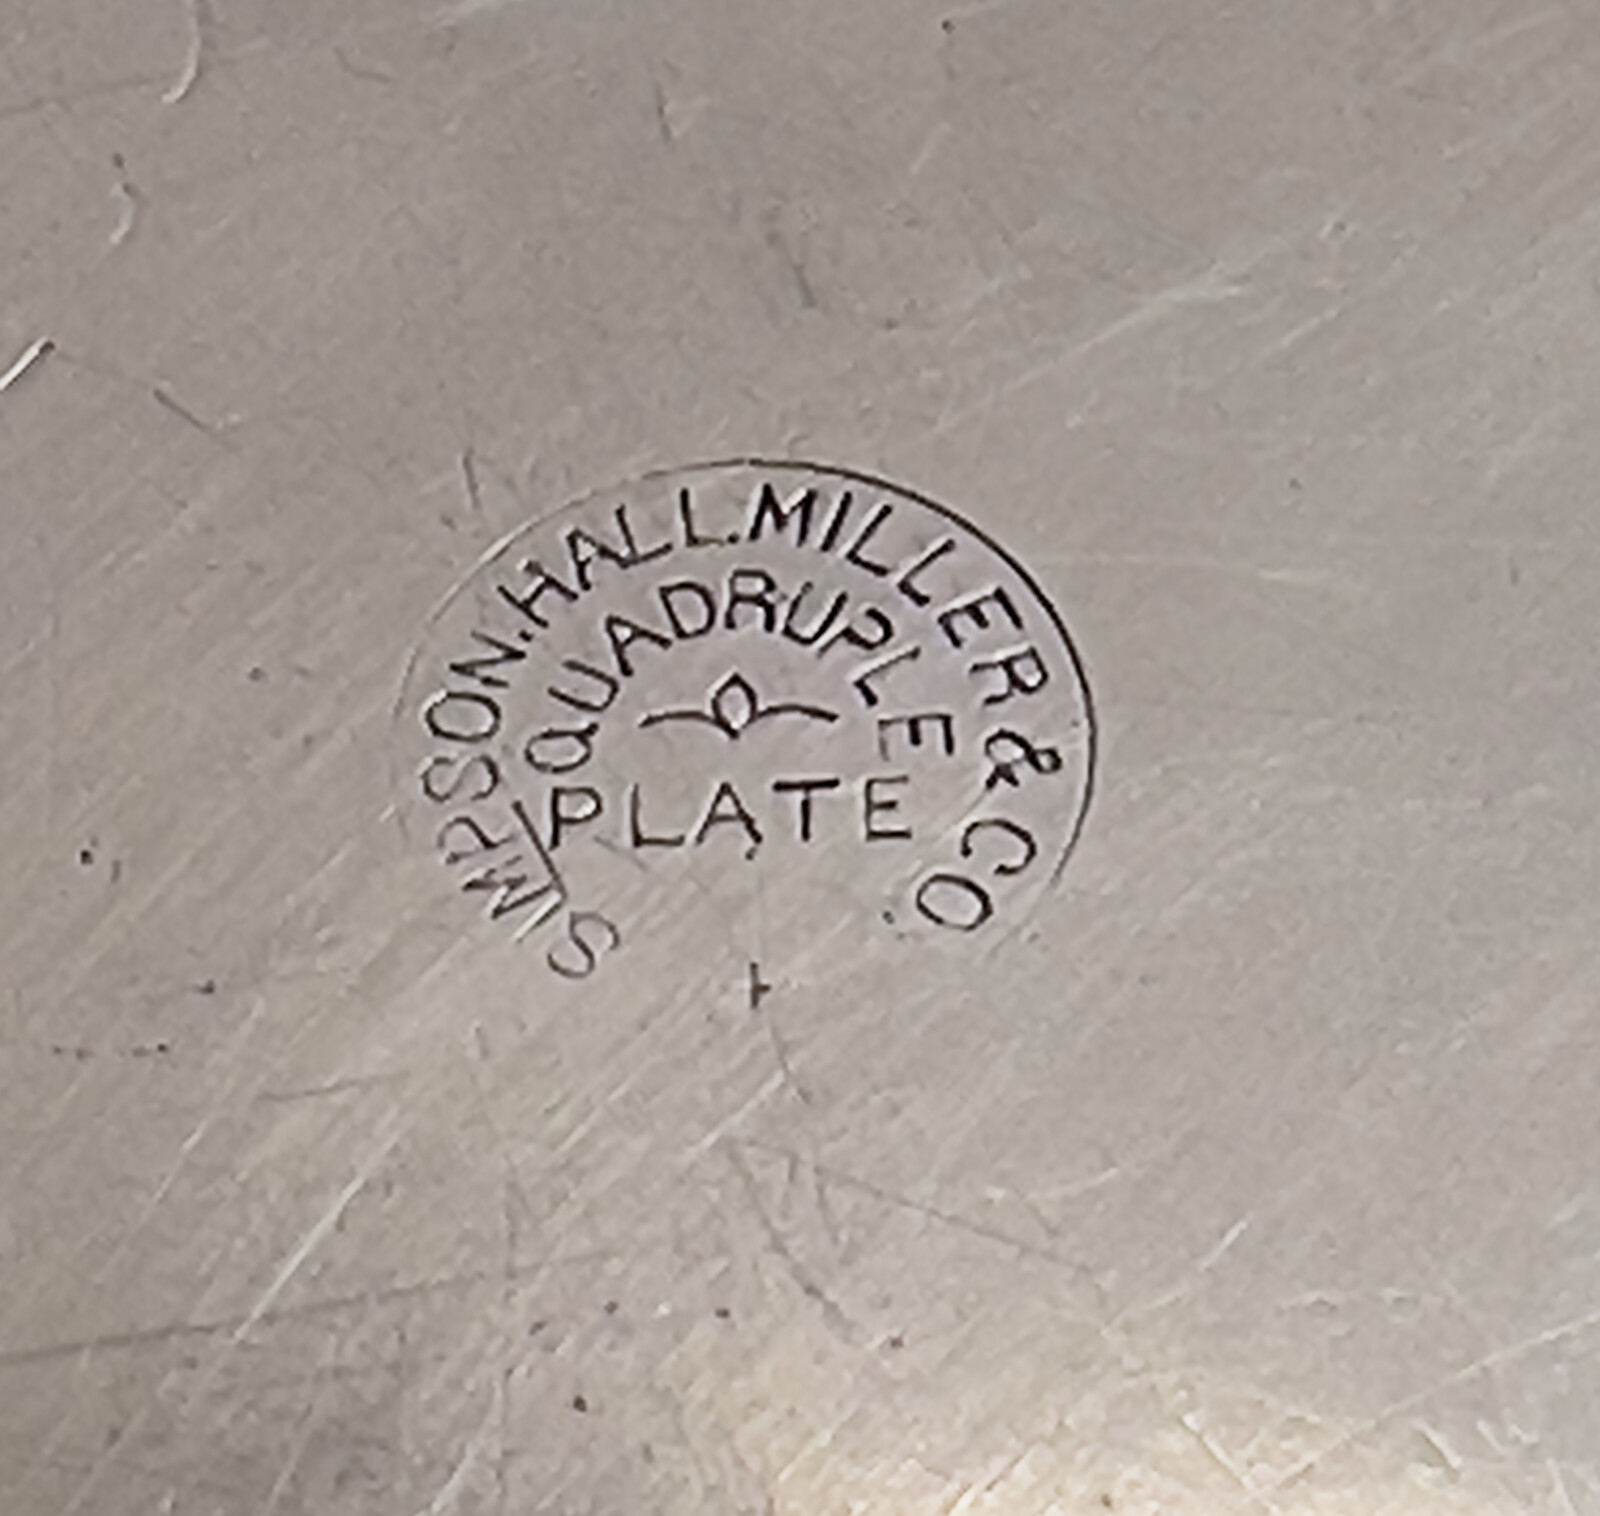 SIMPSON.HALL.MILLER & CO.
QUADRUPLE
PLATE